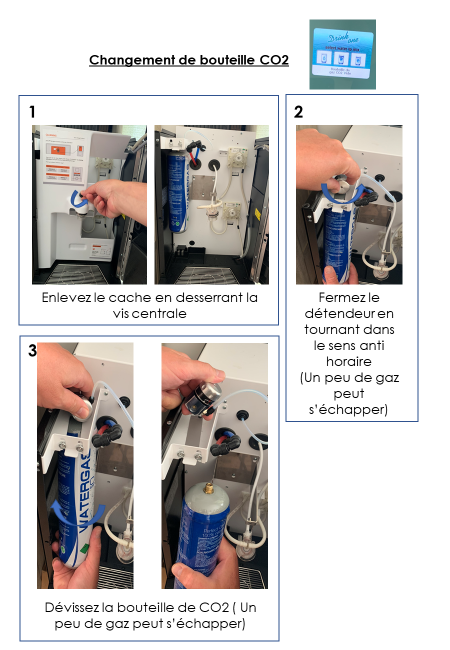 Changement de bouteille CO2
Drink
1
Enlevez le cache en desserrant la
vis centrale
2
Fermez le
détendeur en
tournant dans
le sens anti
horaire
(Un peu de gaz
peut
s’échapper)
3
WATERGAS
Dévissez la bouteille de CO2 ( Un
peu de gaz peut s’échapper)